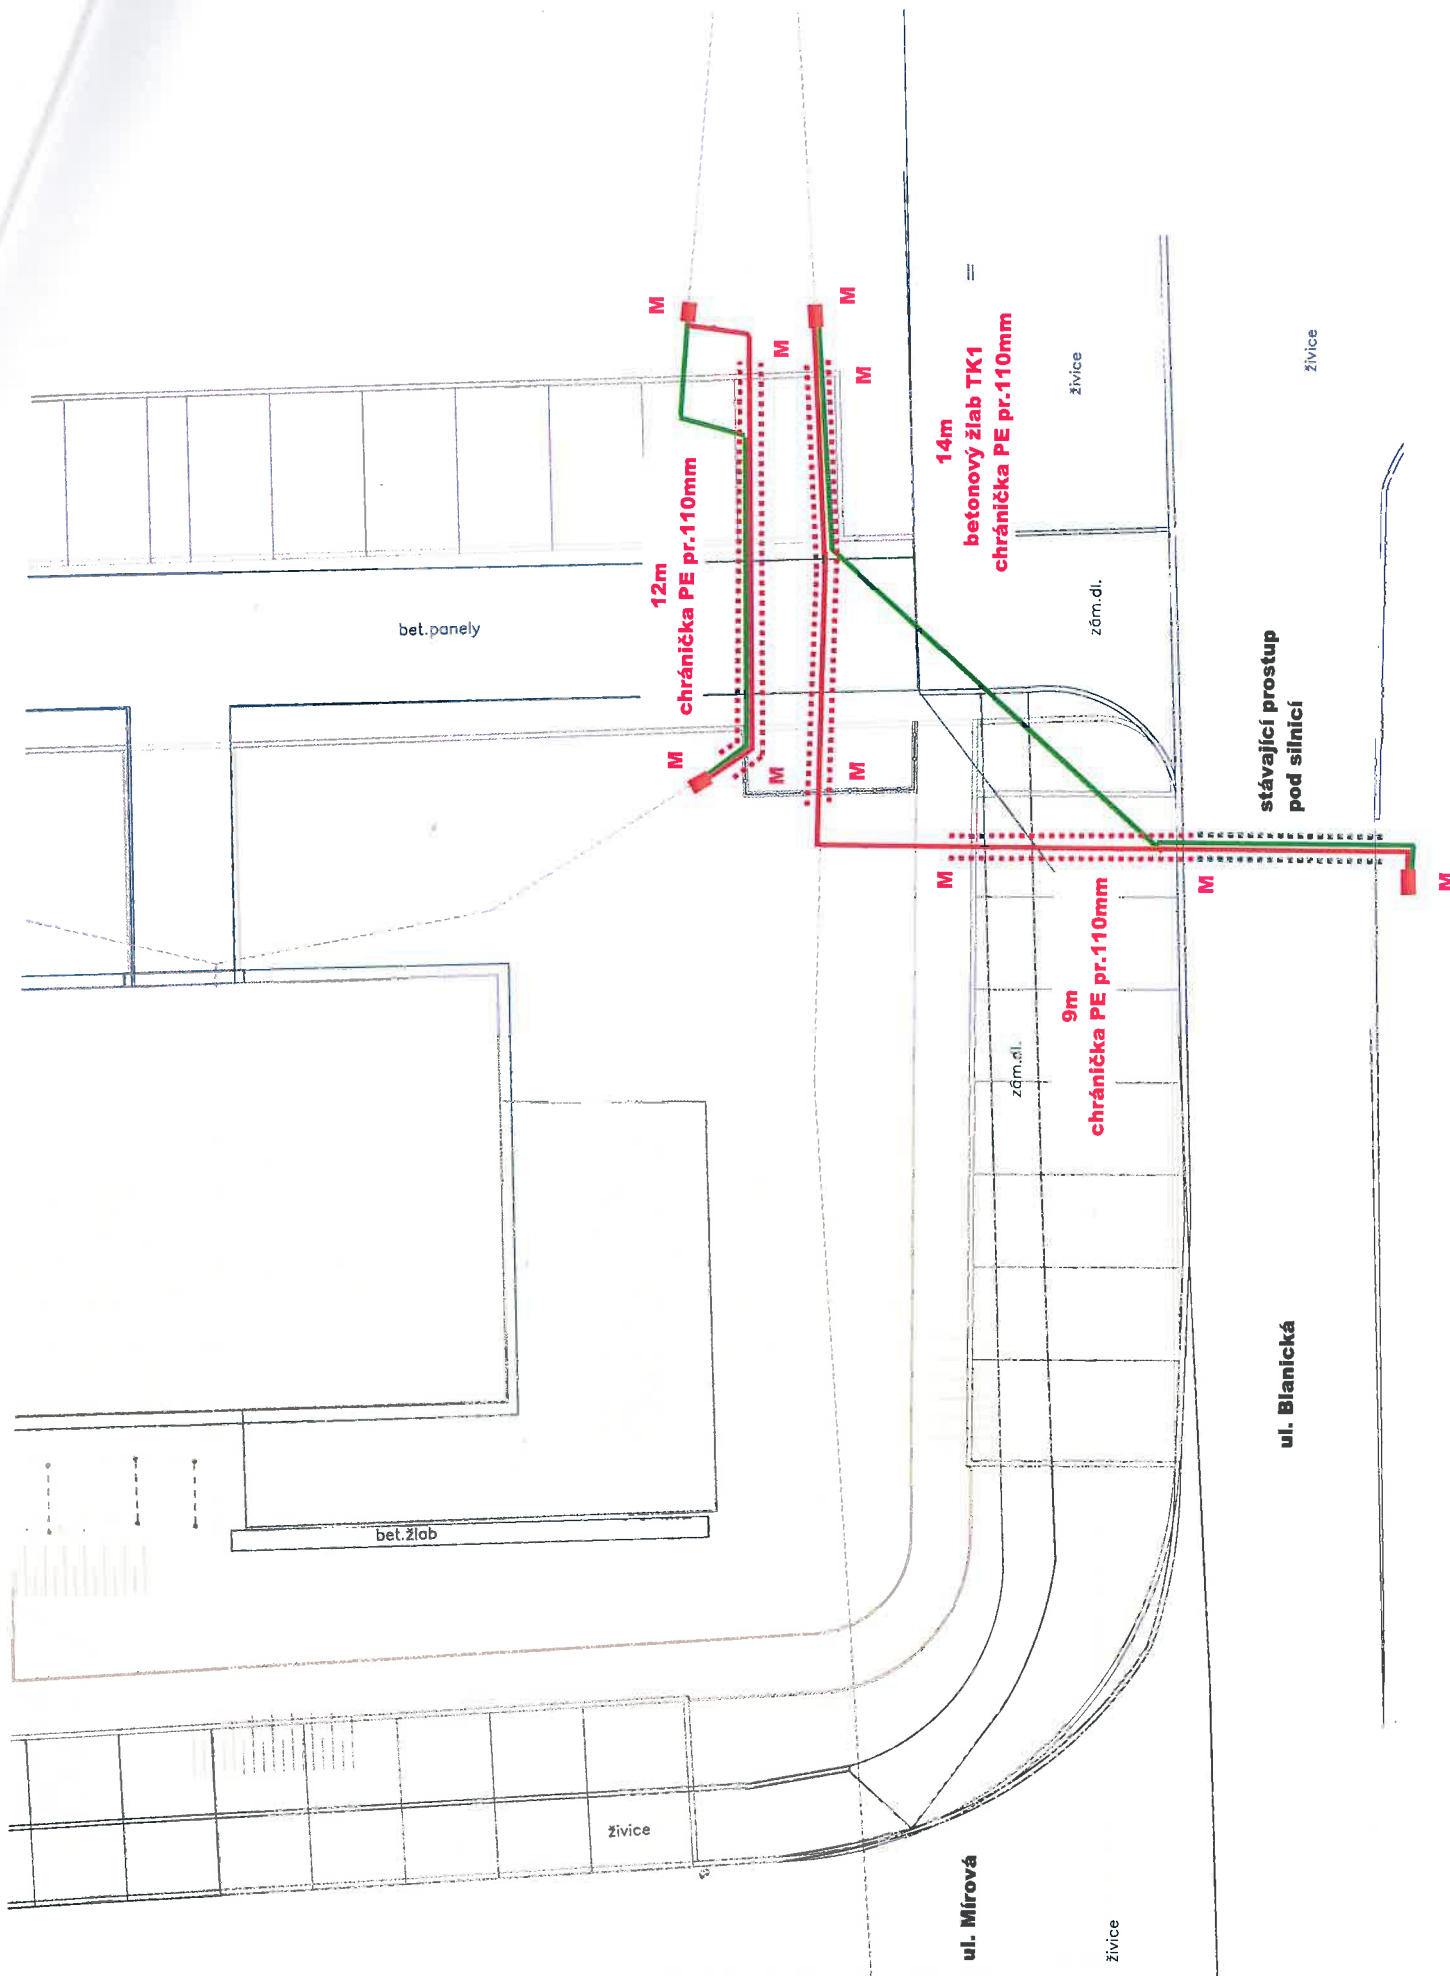 M
M
M
M
12m
chránička PE pr.110mm
bet.panely
14m
betonový žlab TK1
chránička PE pr.110mm
živice
živice
M
M
M
M
zám.dl.
stávající prostup
pod silnicí
M
M
M
9m
chránička PE pr.110mm
zám.dl.
bet.žlab
ul. Blanická
živice
ul. Mírová
živice